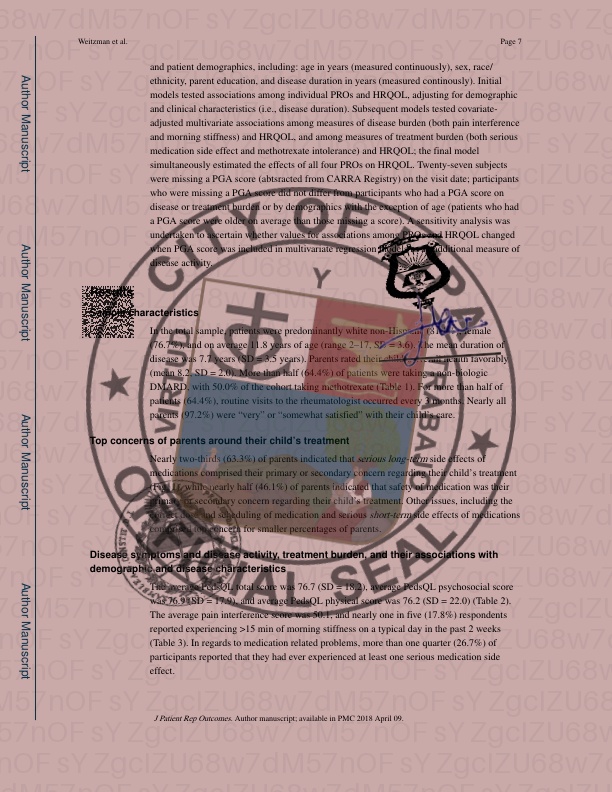 Weitzman et al. Page 7
and patient demographics, including: age in years (measured continuously), sex, race/
ethnicity, parent education, and disease duration in years (measured continously). Initial
models tested associations among individual PROs and HRQOL, adjusting for demographic
and clinical characteristics (i.e., disease duration). Subsequent models tested covariate-
adjusted multivariate associations among measures of disease burden (both pain interference
and morning stiffness) and HRQOL, and among measures of treatment burden (both serious
medication side effect and methotrexate intolerance) and HRQOL; the final model
simultaneously estimated the effects of all four PROs on HRQOL. Twenty-seven subjects
were missing a PGA score (abtsracted from CARRA Registry) on the visit date; participants
who were missing a PGA score did not differ from participants who had a PGA score on
disease or treatment burden or by demographics with the exception of age (patients who had
a PGA score were older on average than those missing a score). A sensitivity analysis was
undertaken to ascertain whether values for associations among PROs and HRQOL changed
when PGA score was included in multivariate regression additional measure of
disease activity.
Results
Sample characteristics
In the total sample, patients were predominantly white non-Hispanic female
(76.7%), and on average 11.8 years of age (range 2–17, SD = 3.6). The mean duration of
disease was 7.7 years (SD = 3.5 years). Parents rated their health favorably
(mean 8.2, SD = 2.0). More than half (64.4%) of patients were taking a non-biologic
DMARD, with 50.0% of the cohort taking methotrexate (Table 1). For more than half of
patients (64.4%), routine visits to the rheumatologist occurred every 3 months. Nearly all
parents (97.2%) were “very” or “somewhat satisfied” with their child’s care.
Top concerns of parents around their child’s treatment
Nearly two-thirds (63.3%) of parents indicated that serious long-term side effects of
medications comprised their primary or secondary concern regarding their child’s treatment
with nearly half (46.1%) of parents indicated that safety of medication was their
primary or secondary concern regarding their child’s treatment. Other issues, including the
and scheduling of medication and serious short-term side effects of medications
concern for smaller percentages of parents.
Disease symptoms and disease activity, treatment burden, and their associations with
demographic and disease characteristics
The average PedsQL total score was 76.7 (SD = 18.2), average PedsQL psychosocial score
was 76.9 (SD = 17.9), and average PedsQL physical score was 76.2 (SD = 22.0) (Table 2).
The average pain interference score was 50.1, and nearly one in five (17.8%) respondents
reported experiencing >15 min of morning stiffness on a typical day in the past 2 weeks
(Table 3). In regards to medication related problems, more than one quarter (26.7%) of
participants reported that they had ever experienced at least one serious medication side
effect.
J Patient Rep Outcomes. Author manuscript; available in PMC 2018 April 09.
Author Manuscript
Author Manuscript
Author Manuscript
Author Manuscript
OFFICIAL SEAL
ZgclZU68w7dM57nOF sY